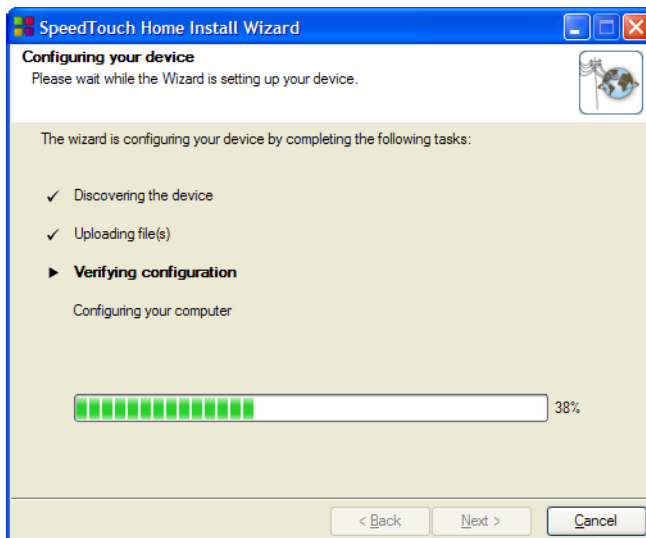 SpeedTouch Home Install Wizard
Configuring your device
Please wait while the Wizard is setting up your device.
The wizard is configuring your device by completing the following tasks:
Discovering the device
Uploading file(s)
Verifying configuration
Configuring your computer
38%
< Back Next > Cancel